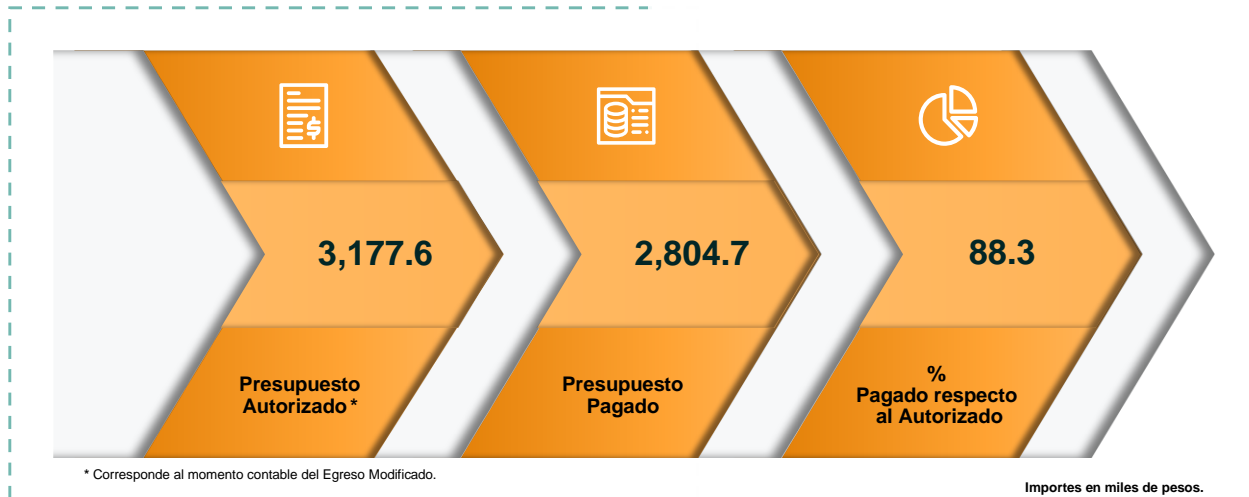 3,177.6
2,804.7
88.3
Presupuesto
Autorizado *
Presupuesto
Pagado
%
Pagado respecto
al Autorizado
* Corresponde al momento contable del Egreso Modificado.
Importes en miles de pesos.